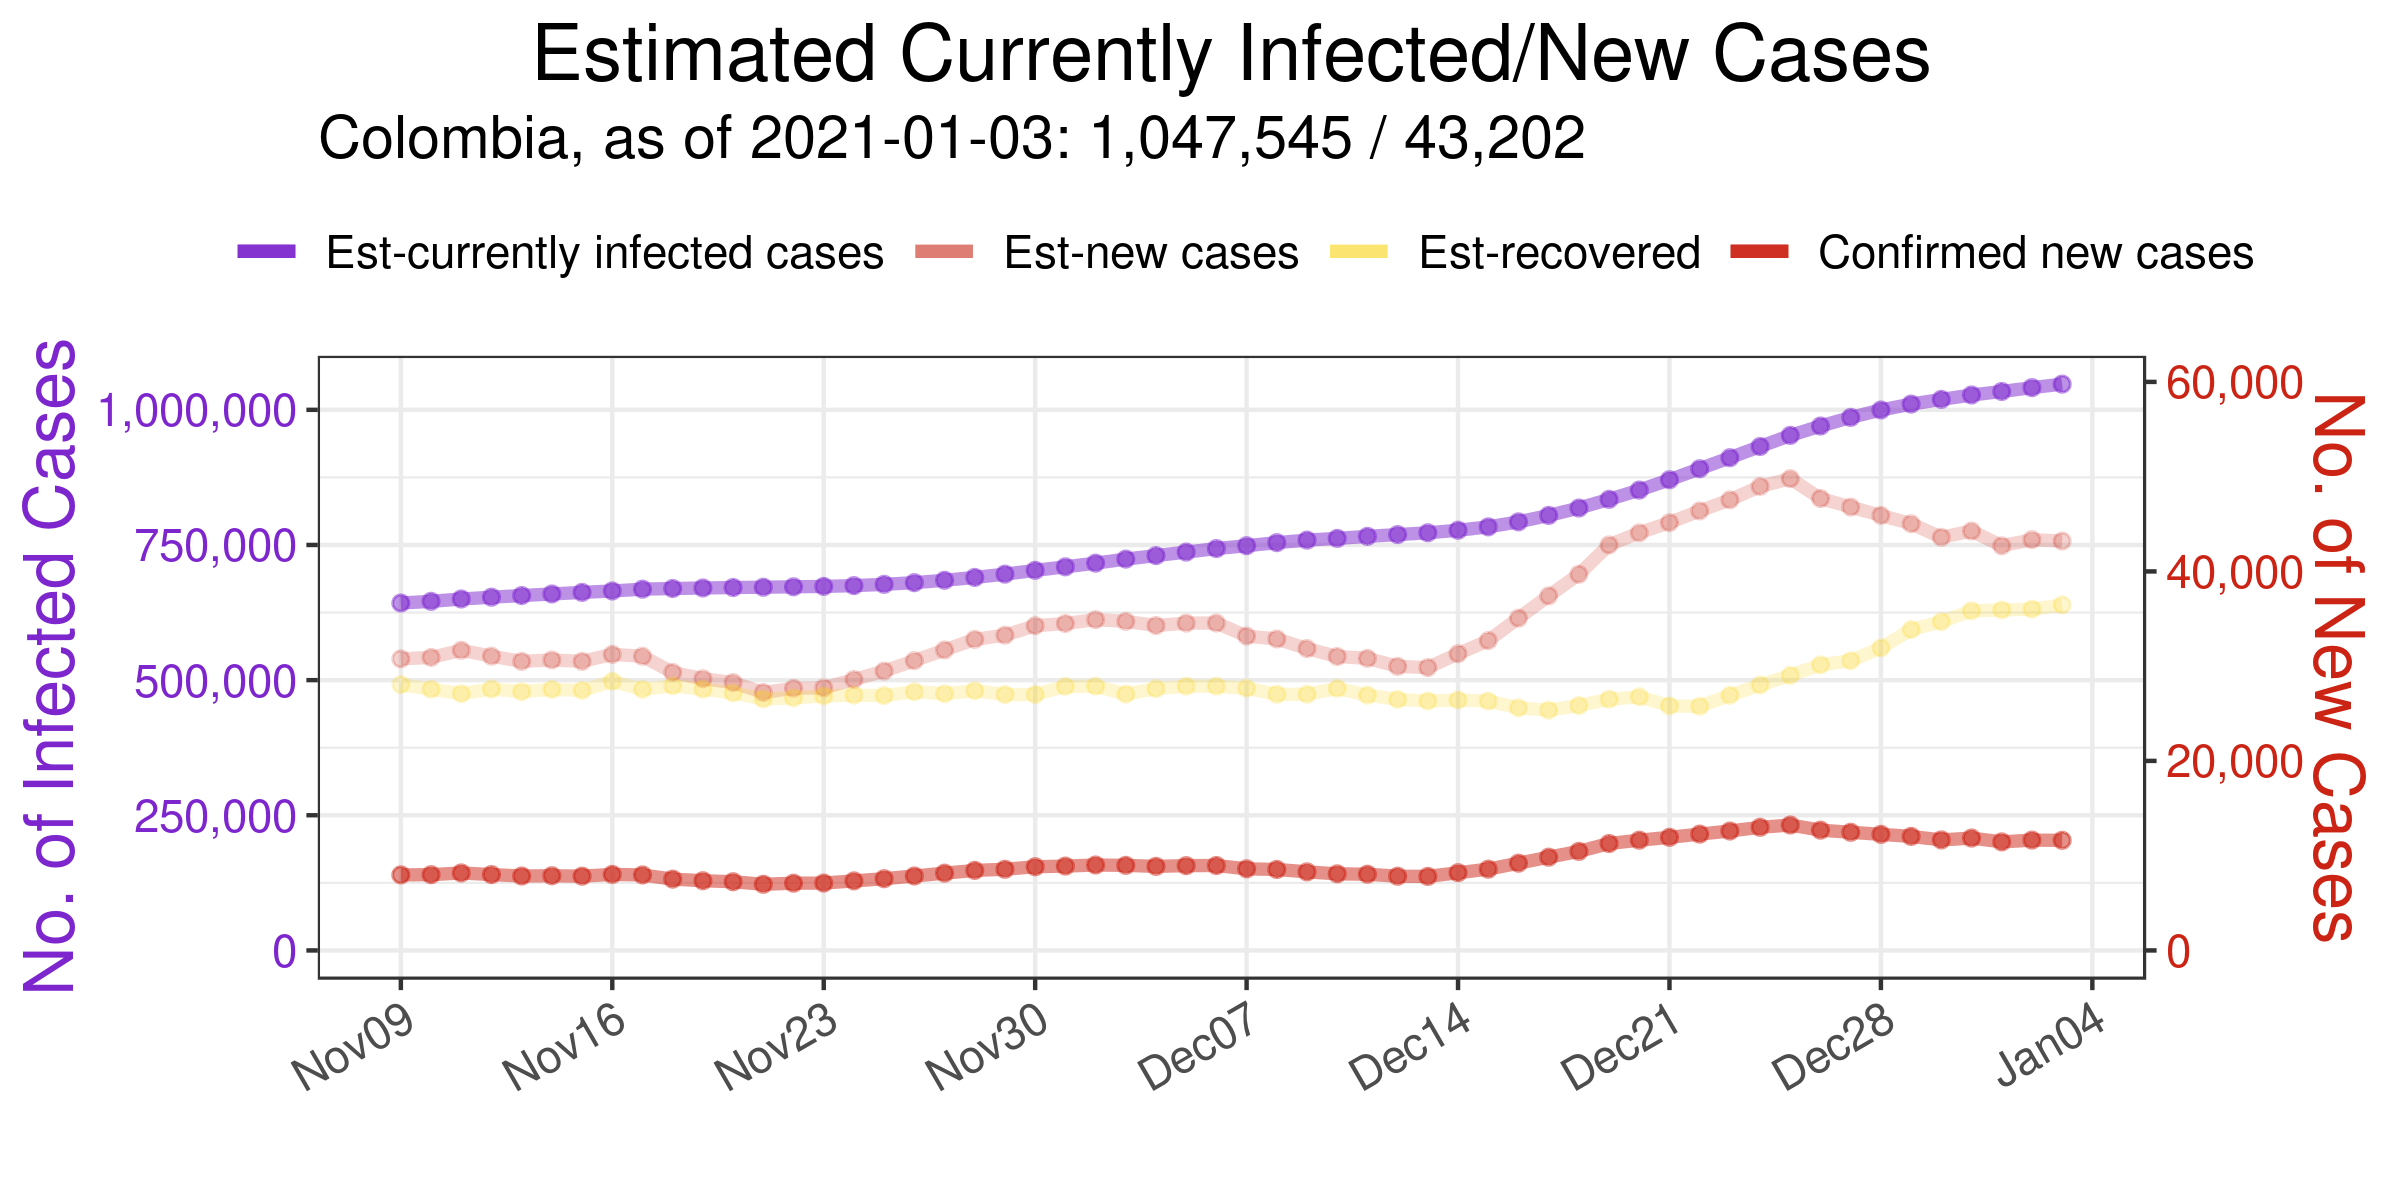 Estimated Currently Infected/New Cases
Colombia, as of 2021-01-03: 1,047,545 / 43,202
Est-currently infected cases Est-new cases Est-recovered Confirmed new cases
No. of Infected Cases
1,000,000
750,000
500,000
250,000
0
60,000
40,000
20,000
0
No. of New Cases
Nov09 Nov16 Nov23 Nov30 Dec07 Dec14 Dec21 Dec28 Jan04